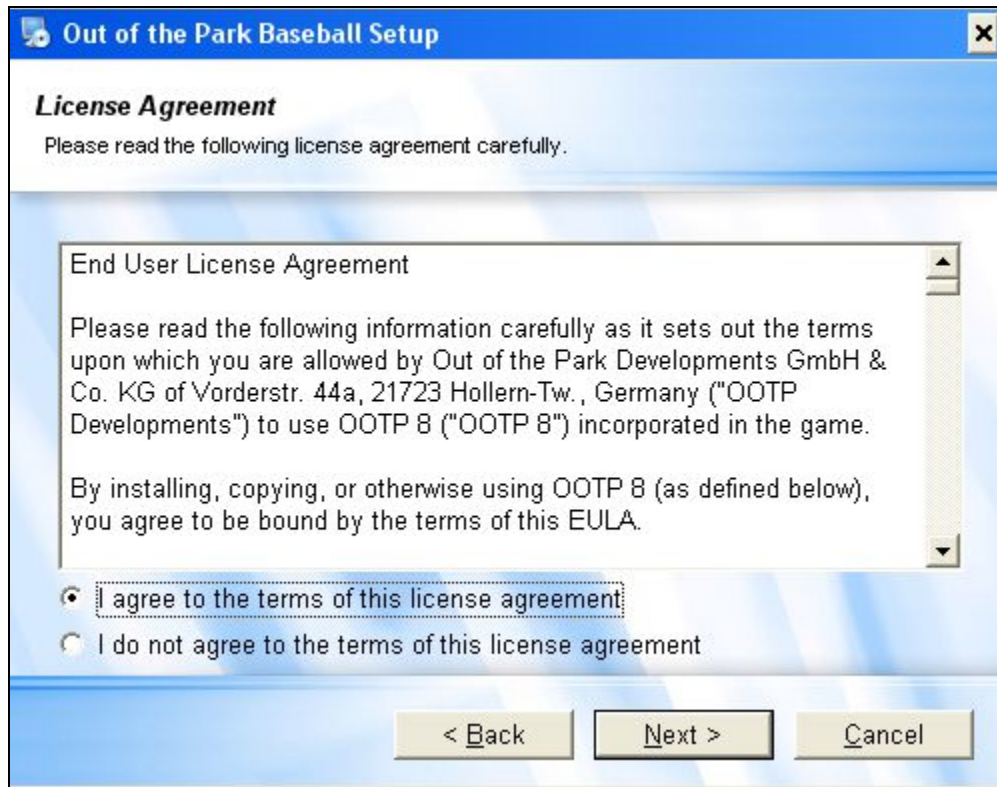 Out of the Park Baseball Setup
License Agreement
Please read the following license agreement carefully.
End User License Agreement
Please read the following information carefully as it sets out the terms
upon which you are allowed by Out of the Park Developments GmbH &
Co. KG of Vorderstr. 44a, 21723 Hollern-Tw., Germany ("OOTP
Developments") to use OOTP 8 ("OOTP 8") incorporated in the game.
By installing, copying, or otherwise using OOTP 8 (as defined below),
you agree to be bound by the terms of this EULA.
I agree to the terms of this license agreement
I do not agree to the terms of this license agreement
< Back Next > Cancel